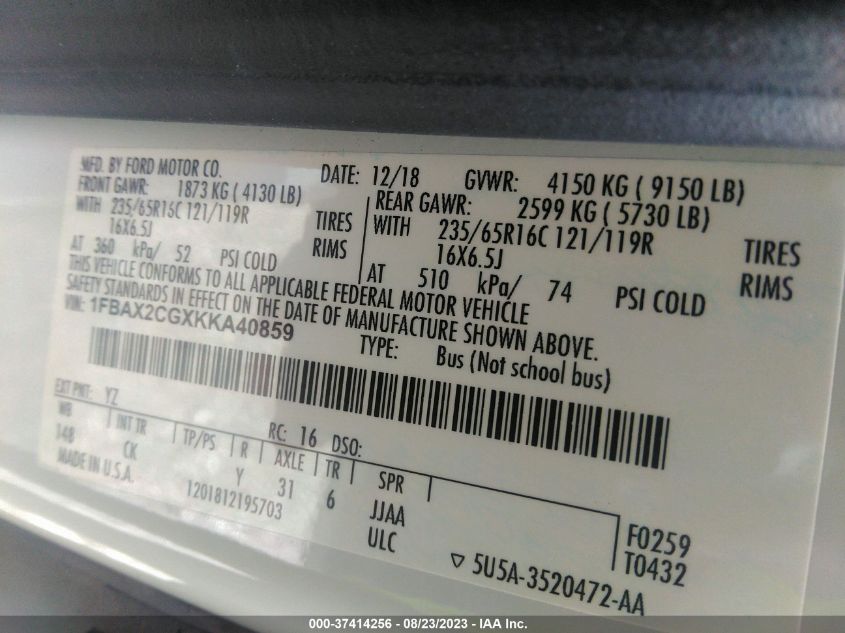 MFD. BY FORD MOTOR CO.
DATE: 12/18 GVWR: 4150 KG ( 9150 LB)
FRONT GAWR: 1873 KG ( 4130 LB)
WITH 235/65R16C 121/119R TIRES
16X6.5J RIMS
AT 360 kPa/ 52 PSI COLD
REAR GAWR: 2599 KG ( 5730 LB)
WITH 235/65R16C 121/119R TIRES
16X6.5J RIMS
AT 510 kPa/ 74 PSI COLD
THIS VEHICLE CONFORMS TO ALL APPLICABLE FEDERAL MOTOR VEHICLE
SAFETY STANDARDS IN EFFECT ON THE DATE OF MANUFACTURE SHOWN ABOVE.
VIN: 1FBAX2CGXKKA40859
TYPE: Bus (Not school bus)
EXT PNT: YZ RC: 16 DSO:
WB INT TR TP/PS R AXLE TR SPR
148 CK Y 31 6 JJAA
MADE IN U.S.A. 1201812195703 ULC
F0259
T0432
5U5A-3520472-AA
000-37414256 - 08/23/2023 - IAA Inc.